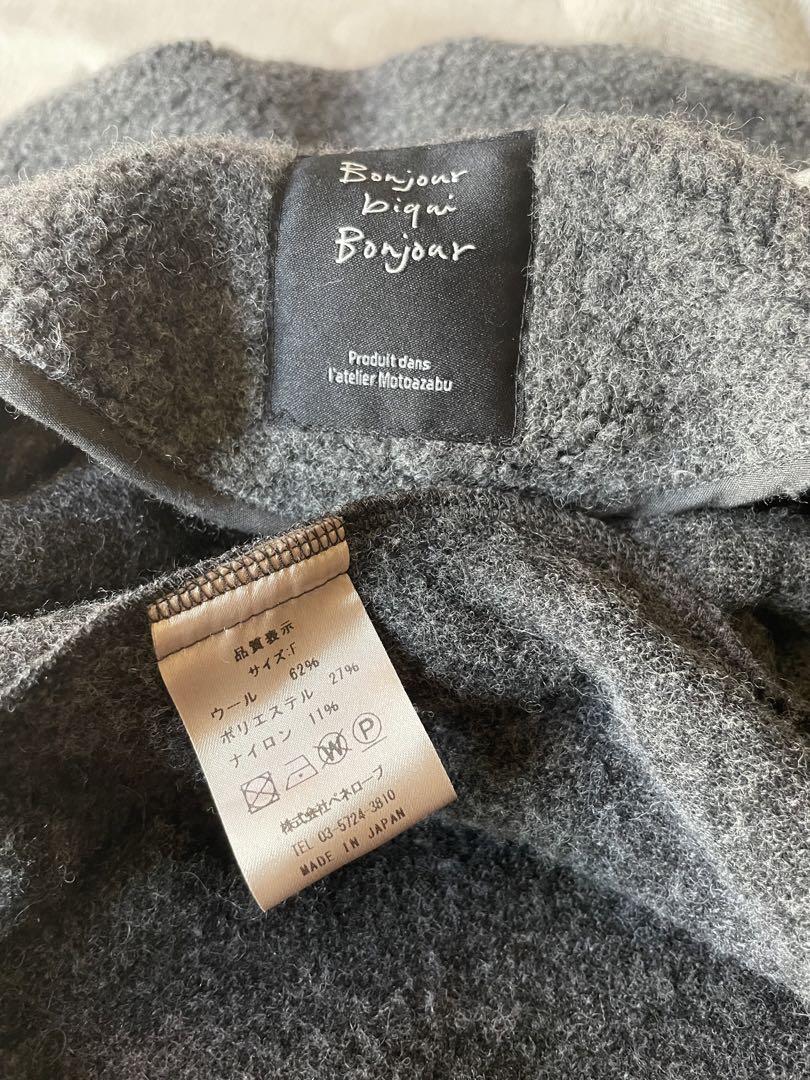 Bonjour
biqui
Bonjour
Produit dans
l'atelier Motoazabu
品質表示
サイズ:F
ウール 62%
ポリエステル 27%
ナイロン 11%
W P
株式会社ペネロープ
TEL 03-5724-3810
MADE IN JAPAN